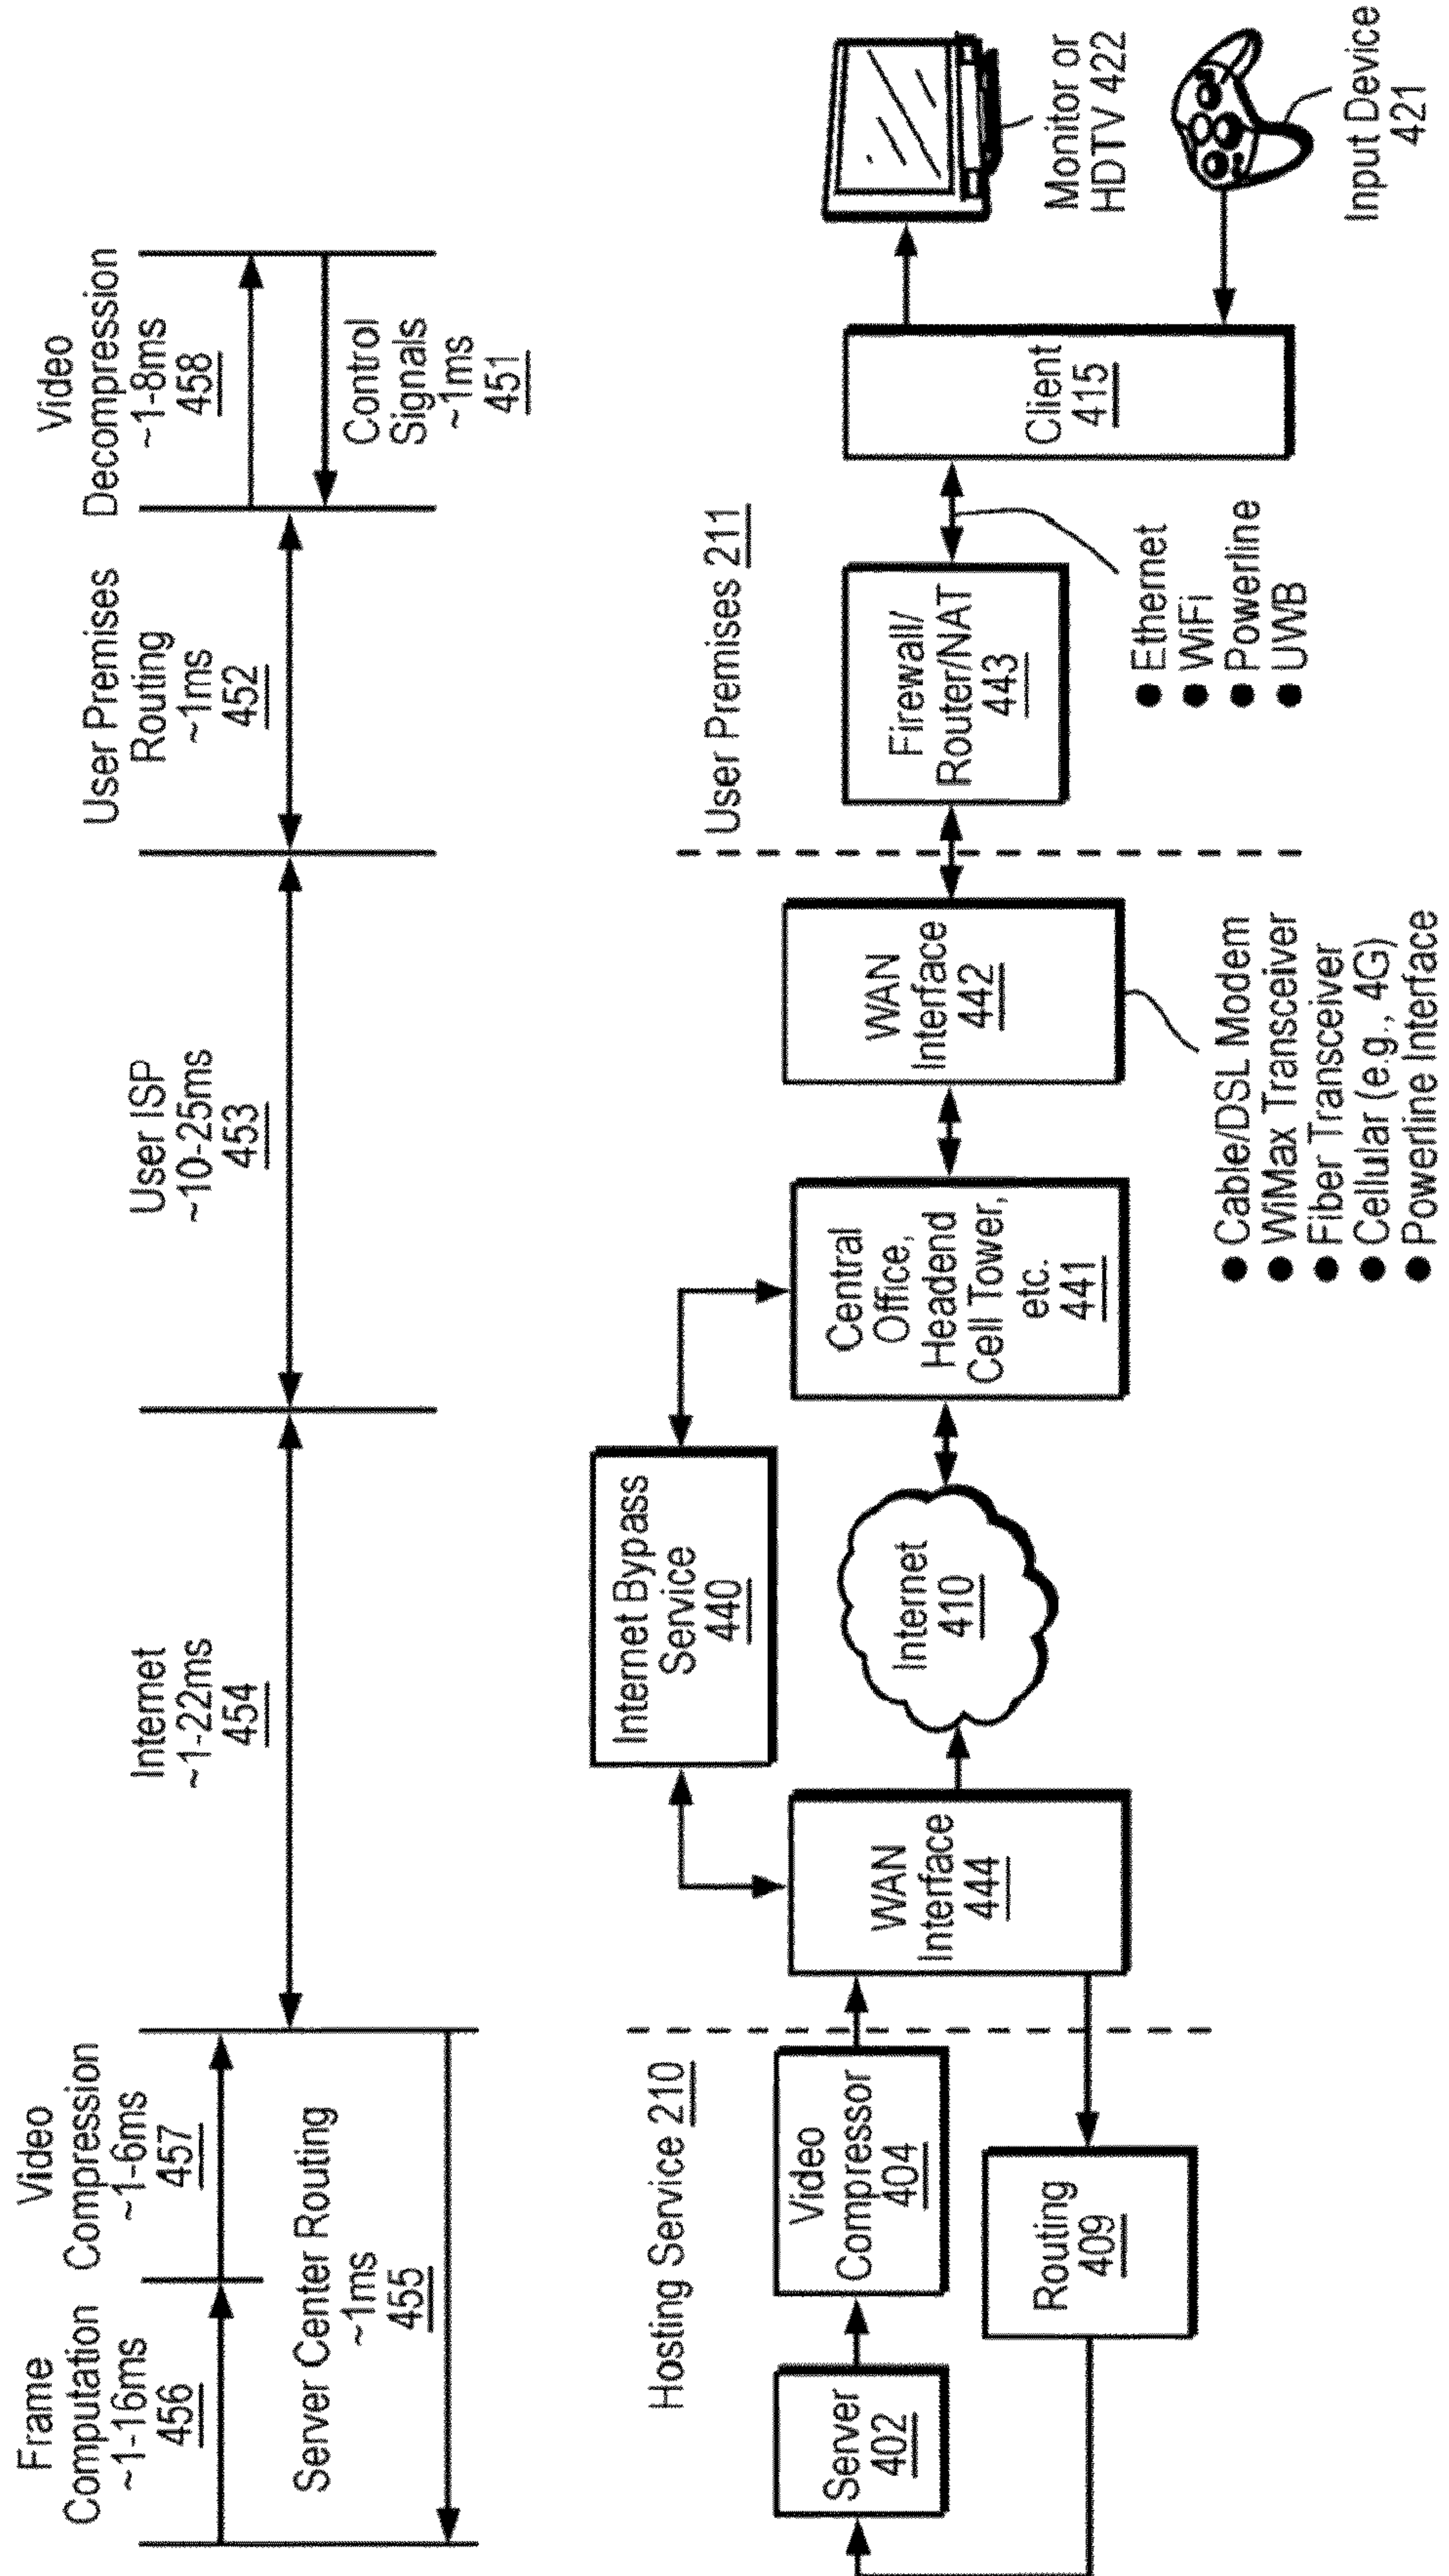 Frame
Computation
~1-16ms
456
Video
Compression
~1-6ms
457
Server Center Routing
~1ms
455
Internet
~1-22ms
454
User ISP
~10-25ms
453
User Premises
Routing
~1ms
452
Video
Decompression
~1-8ms
458
Control
Signals
~1ms
451
Hosting Service 210
Server
402
Video
Compressor
404
Routing
409
WAN
Interface
444
Internet Bypass
Service
440
Internet
410
Central
Office,
Headend
Cell Tower,
etc.
441
WAN
Interface
442
● Cable/DSL Modem
● WiMax Transceiver
● Fiber Transceiver
● Cellular (e.g., 4G)
● Powerline Interface
User Premises 211
Firewall/
Router/NAT
443
● Ethernet
● WiFi
● Powerline
● UWB
Client
415
Monitor or
HDTV 422
Input Device
421